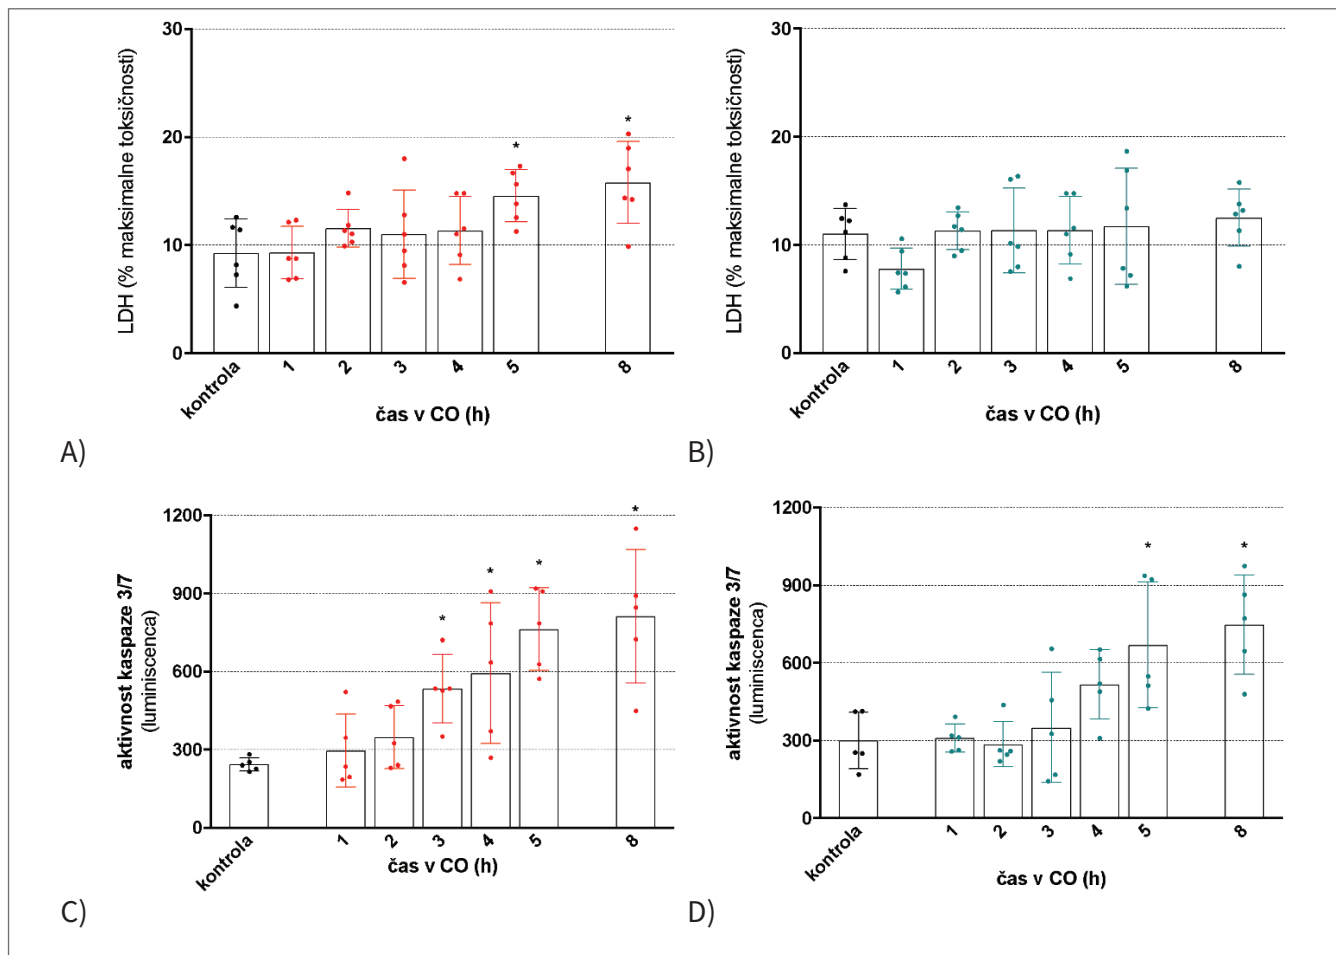 30
20
10
0
LDH (% maksimalne toksičnosti)
*
*
kontrola
1
2
3
4
5
8
čas v CO (h)
A)
30
20
10
0
LDH (% maksimalne toksičnosti)
kontrola
1
2
3
4
5
8
čas v CO (h)
B)
1200
900
600
300
0
aktivnost kaspaze 3/7
(luminiscenca)
*
*
*
*
kontrola
1
2
3
4
5
8
čas v CO (h)
C)
1200
900
600
300
0
aktivnost kaspaze 3/7
(luminiscenca)
*
*
kontrola
1
2
3
4
5
8
čas v CO (h)
D)